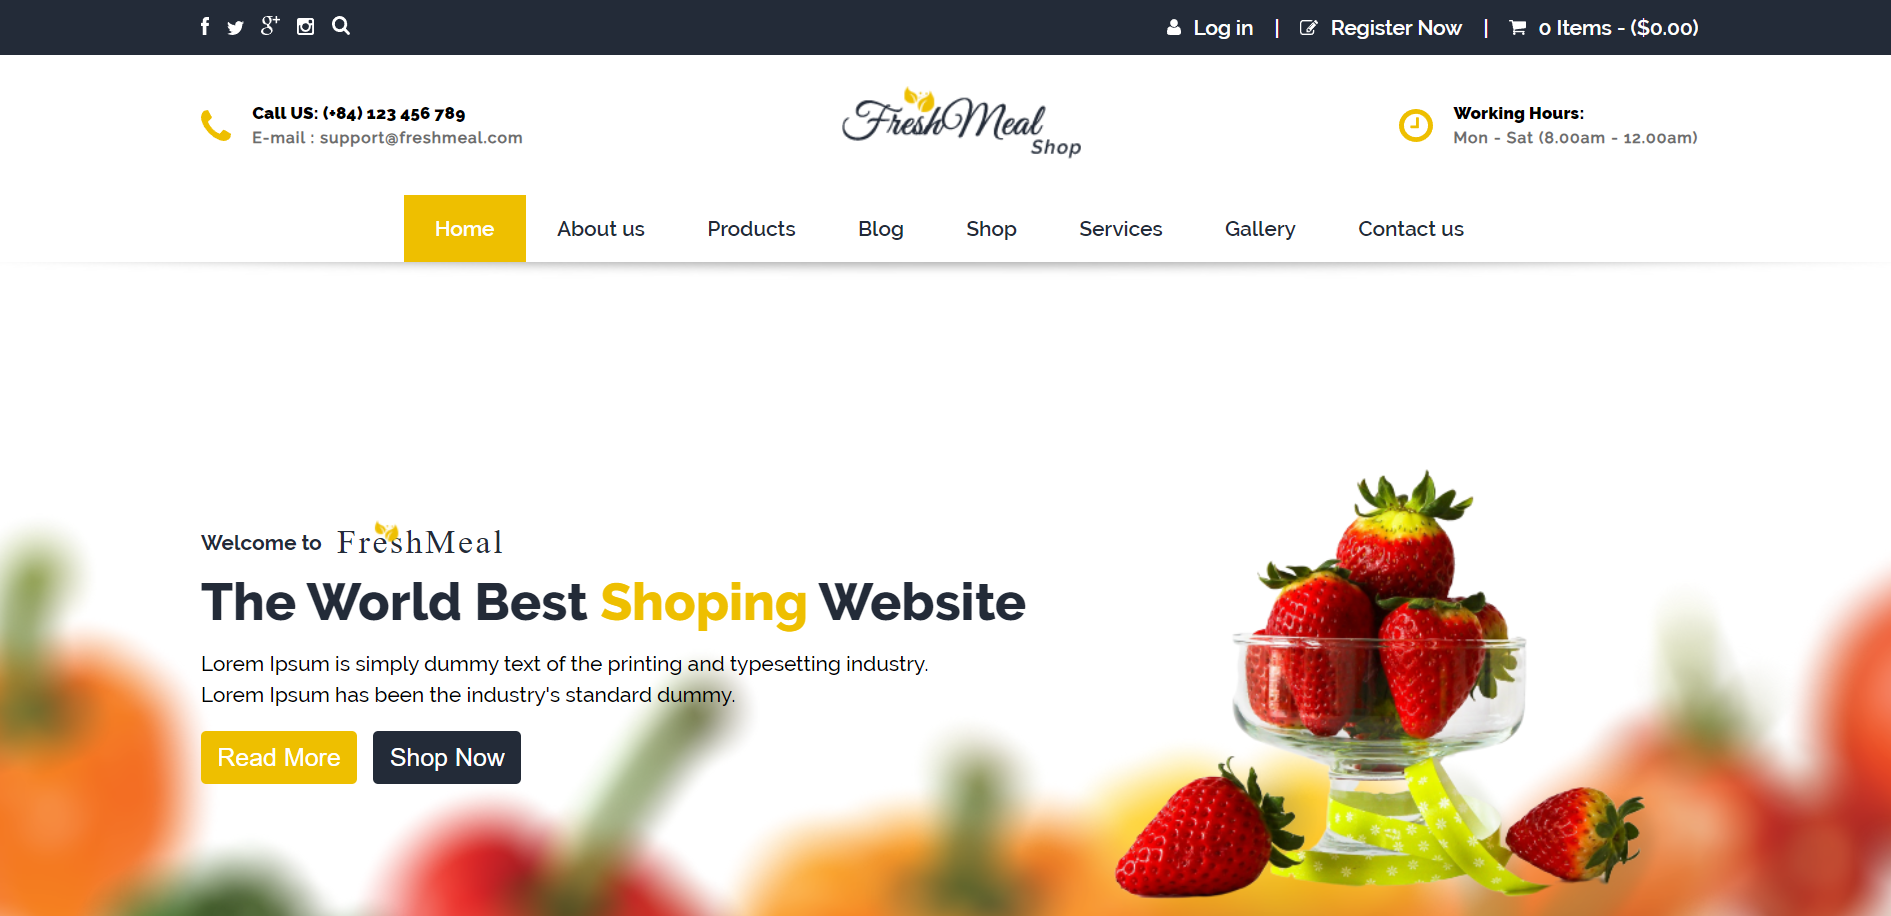 Log in | Register Now | 0 Items - ($0.00)
Call US: (+84) 123 456 789
E-mail : support@freshmeal.com
FreshMeal
Shop
Working Hours:
Mon - Sat (8.00am - 12.00am)
Home About us Products Blog Shop Services Gallery Contact us
Welcome to FreshMeal
The World Best Shoping Website
Lorem Ipsum is simply dummy text of the printing and typesetting industry.
Lorem Ipsum has been the industry's standard dummy.
Read More Shop Now